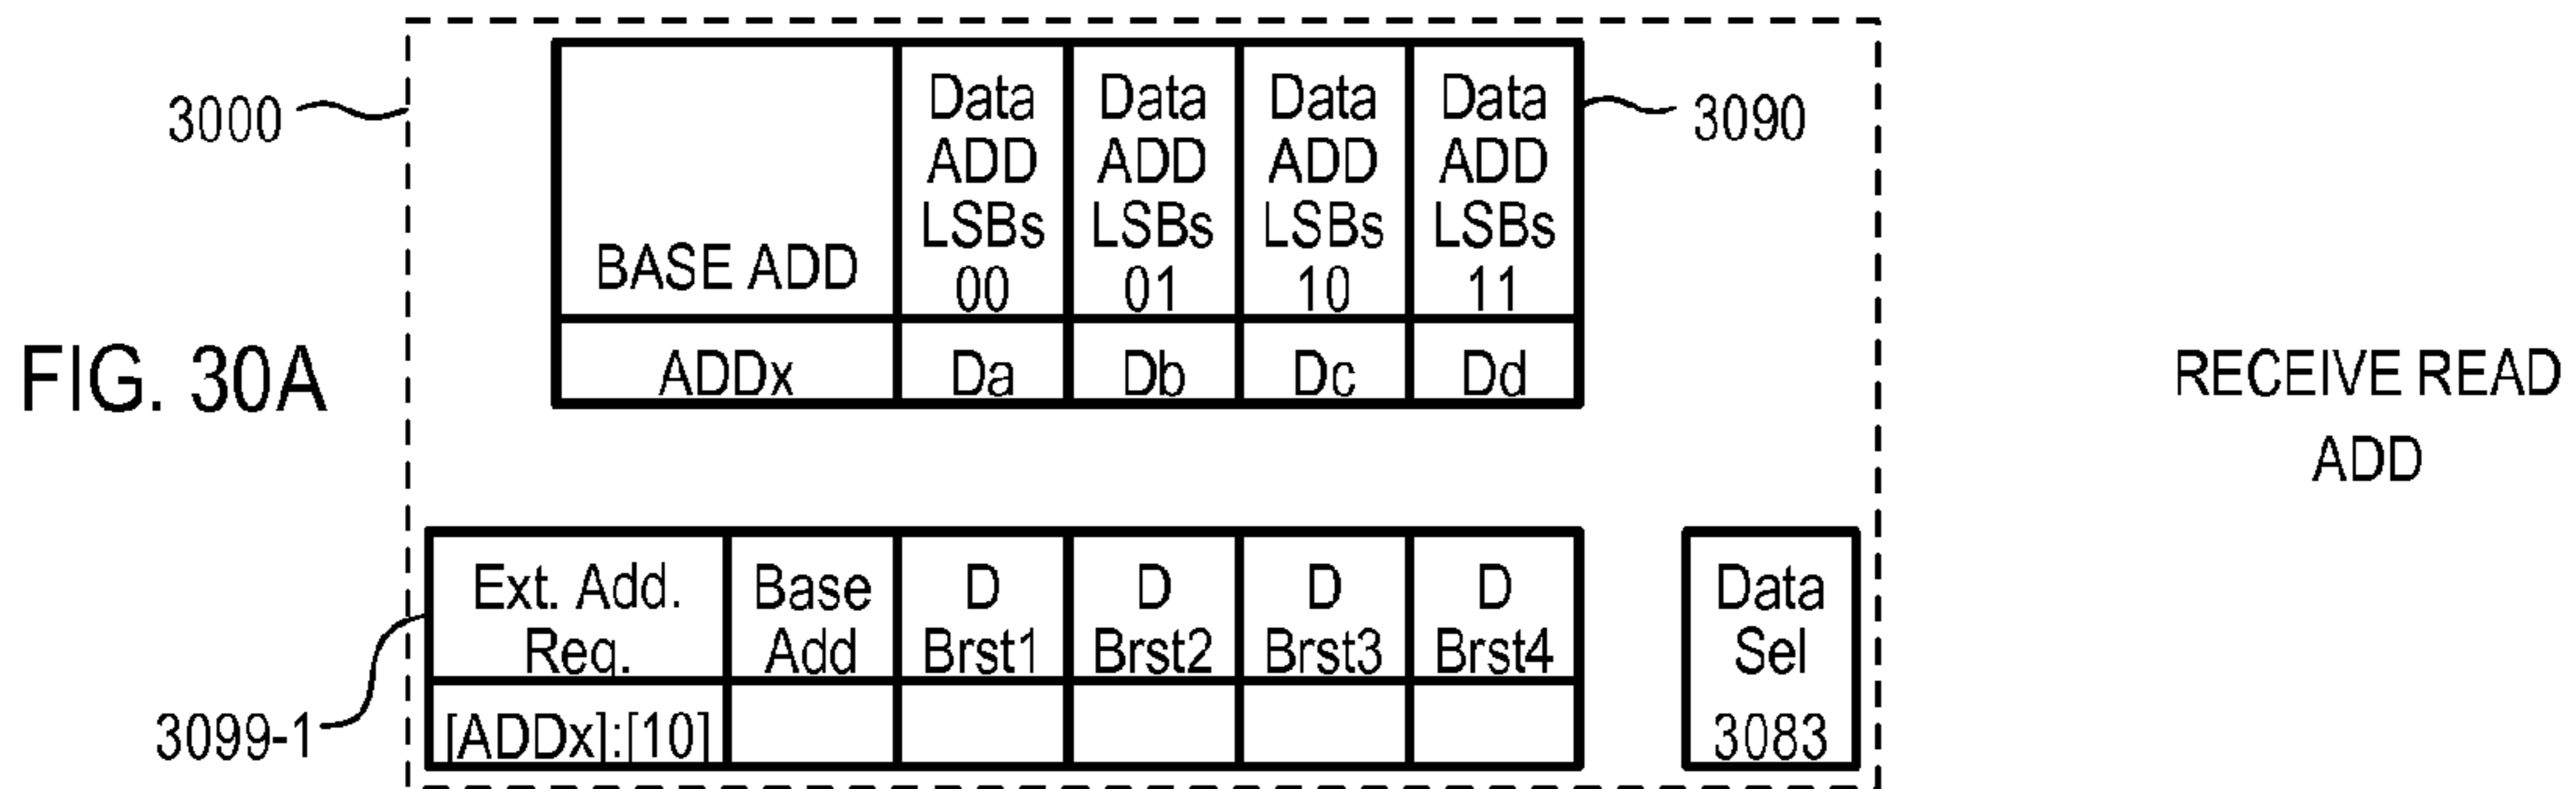 3000
BASE ADD
Data ADD LSBs 00
Data ADD LSBs 01
Data ADD LSBs 10
Data ADD LSBs 11
3090
ADDx
Da
Db
Dc
Dd
FIG. 30A
RECEIVE READ
ADD
Ext. Add.
Req.
Base
Add
D
Brst1
D
Brst2
D
Brst3
D
Brst4
Data
Sel
3083
[ADDx]:[10]
3099-1